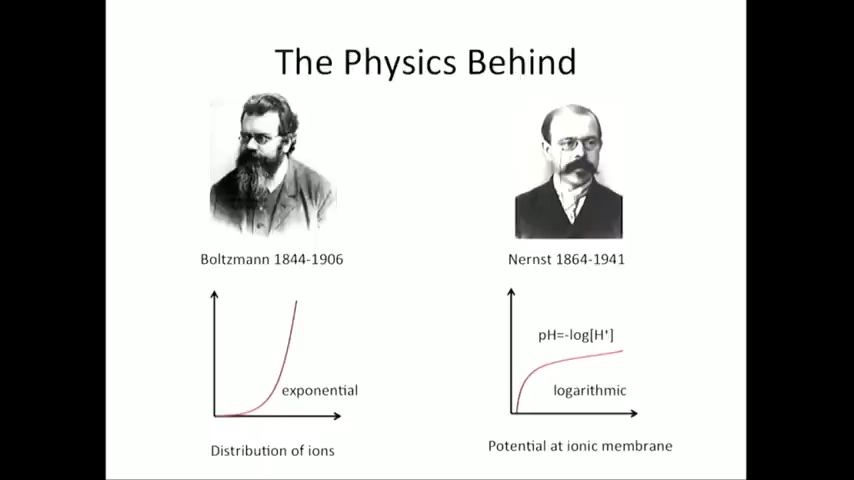 The Physics Behind
Boltzmann 1844-1906
Nernst 1864-1941
exponential
Distribution of ions
pH=-log[H⁺]
logarithmic
Potential at ionic membrane